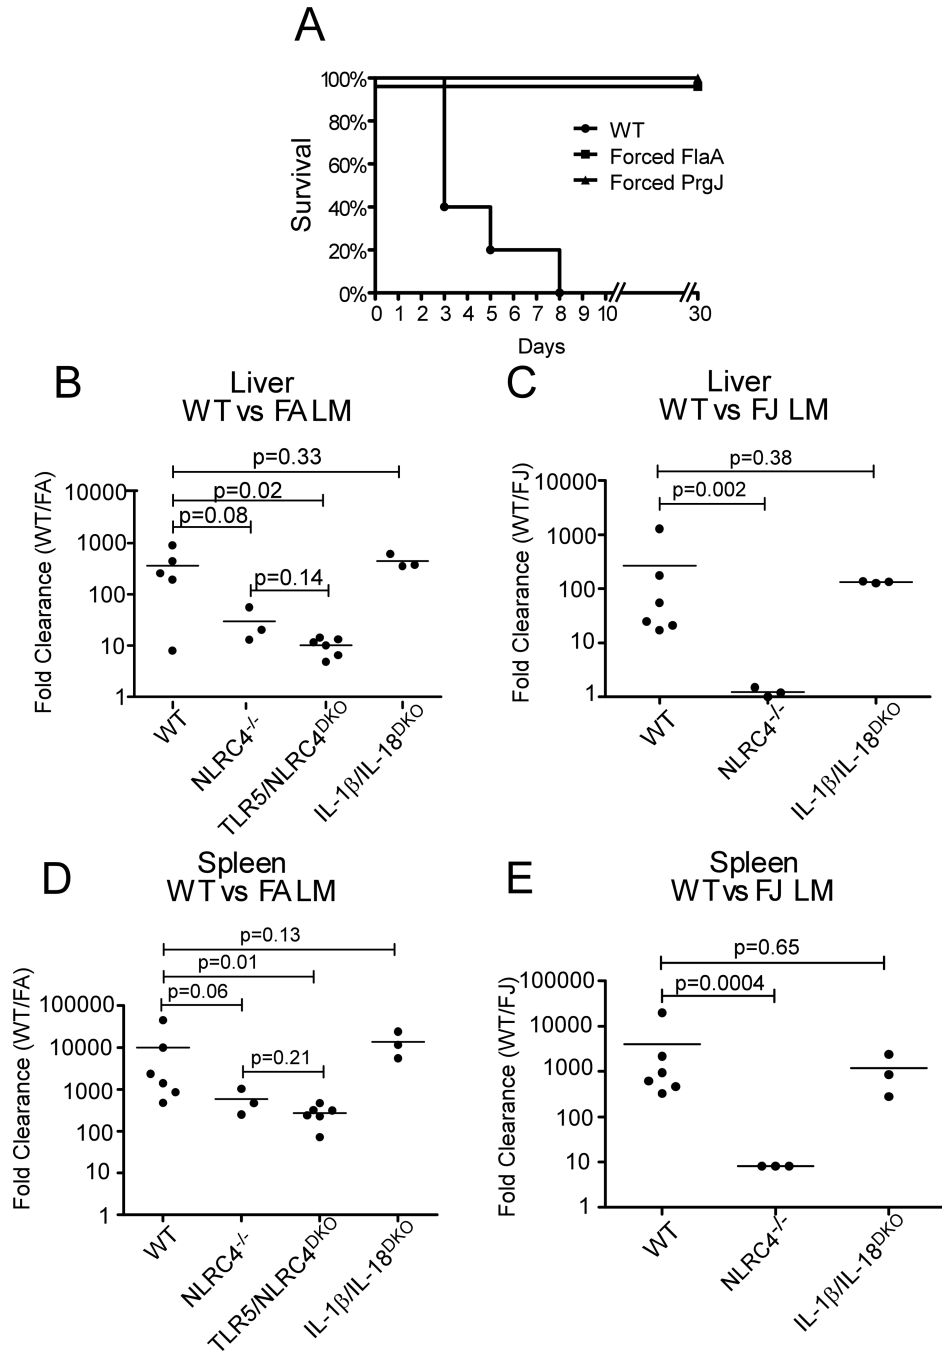 A
100%
80%
60%
40%
20%
0%
Survival
WT
Forced FlaA
Forced PrgJ
0 1 2 3 4 5 6 7 8 9 10 30
Days
B
Liver
WT vs FA LM
p=0.33
p=0.02
p=0.08
p=0.14
Fold Clearance (WT/FA)
10000
1000
100
10
1
WT
NLRC4-/-
TLR5/NLRC4DKO
IL-1β/IL-18DKO
C
Liver
WT vs FJ LM
p=0.38
p=0.002
Fold Clearance (WT/FJ)
10000
1000
100
10
1
WT
NLRC4-/-
IL-1β/IL-18DKO
D
Spleen
WT vs FA LM
p=0.13
p=0.01
p=0.06
p=0.21
Fold Clearance (WT/FA)
100000
10000
1000
100
10
1
WT
NLRC4-/-
TLR5/NLRC4DKO
IL-1β/IL-18DKO
E
Spleen
WT vs FJ LM
p=0.65
p=0.0004
Fold Clearance (WT/FJ)
100000
10000
1000
100
10
1
WT
NLRC4-/-
IL-1β/IL-18DKO